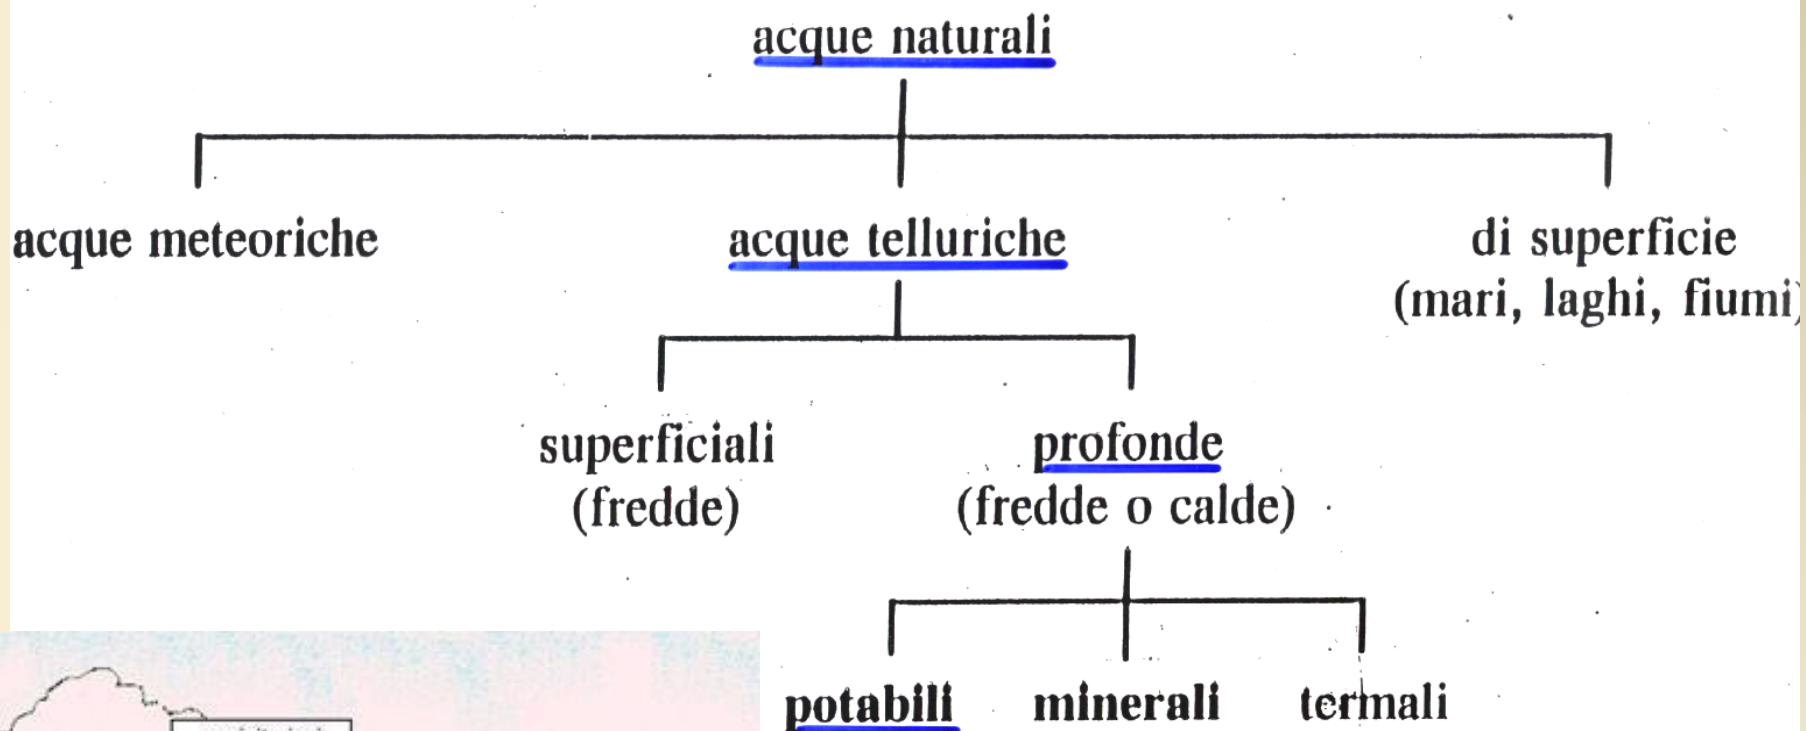 acque naturali
acque meteoriche
acque telluriche
di superficie
(mari, laghi, fiumi)
superficiali
(fredde)
profonde
(fredde o calde)
potabili
minerali
termali